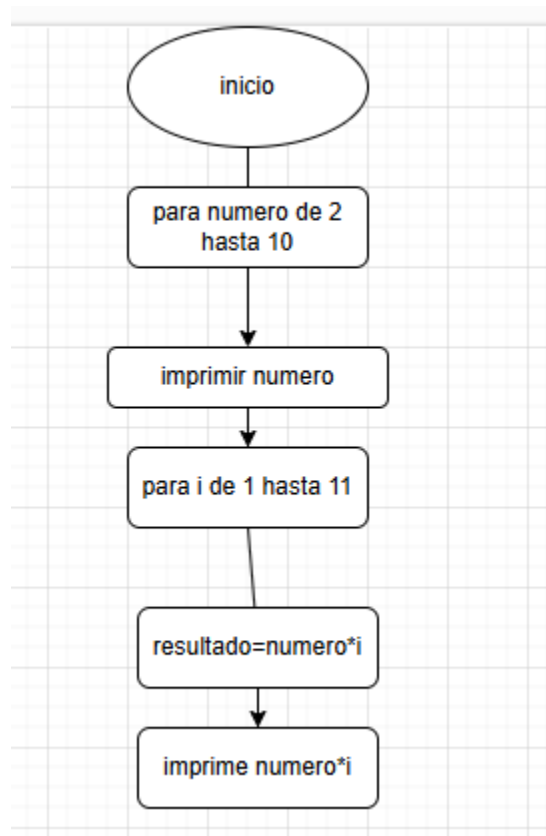 inicio
para numero de 2
hasta 10
imprimir numero
para i de 1 hasta 11
resultado=numero*i
imprime numero*i